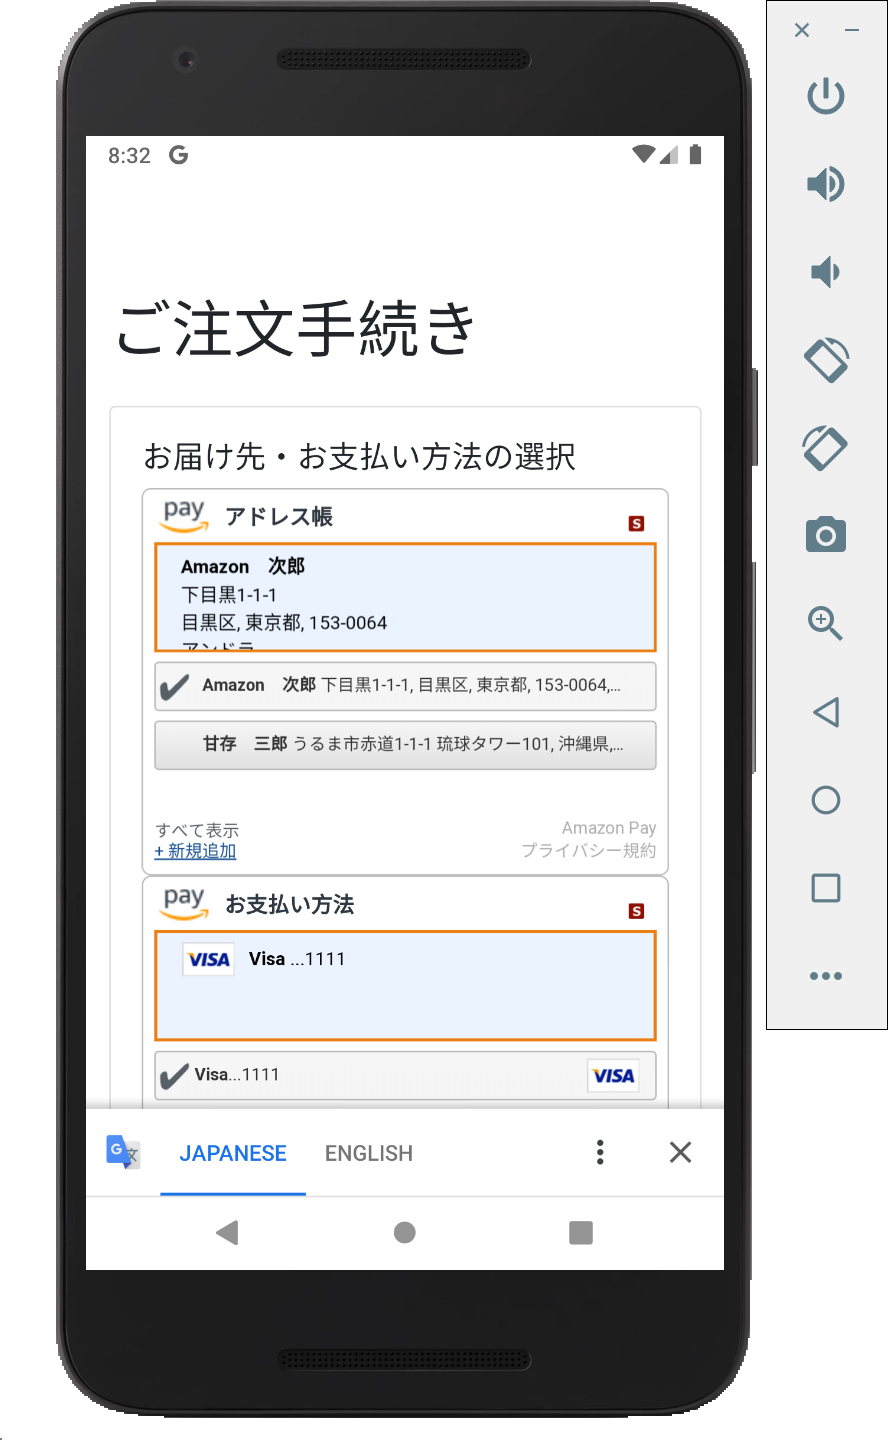 8:32
ご注文手続き
お届け先・お支払い方法の選択
pay アドレス帳
S
Amazon　次郎
下目黒1-1-1
目黒区, 東京都, 153-0064
アンドラ
Amazon　次郎 下目黒1-1-1, 目黒区, 東京都, 153-0064,...
甘存　三郎 うるま市赤道1-1-1 琉球タワー101, 沖縄県,...
すべて表示
+ 新規追加
Amazon Pay
プライバシー規約
pay お支払い方法
S
VISA Visa ...1111
Visa...1111 VISA
G文 JAPANESE ENGLISH